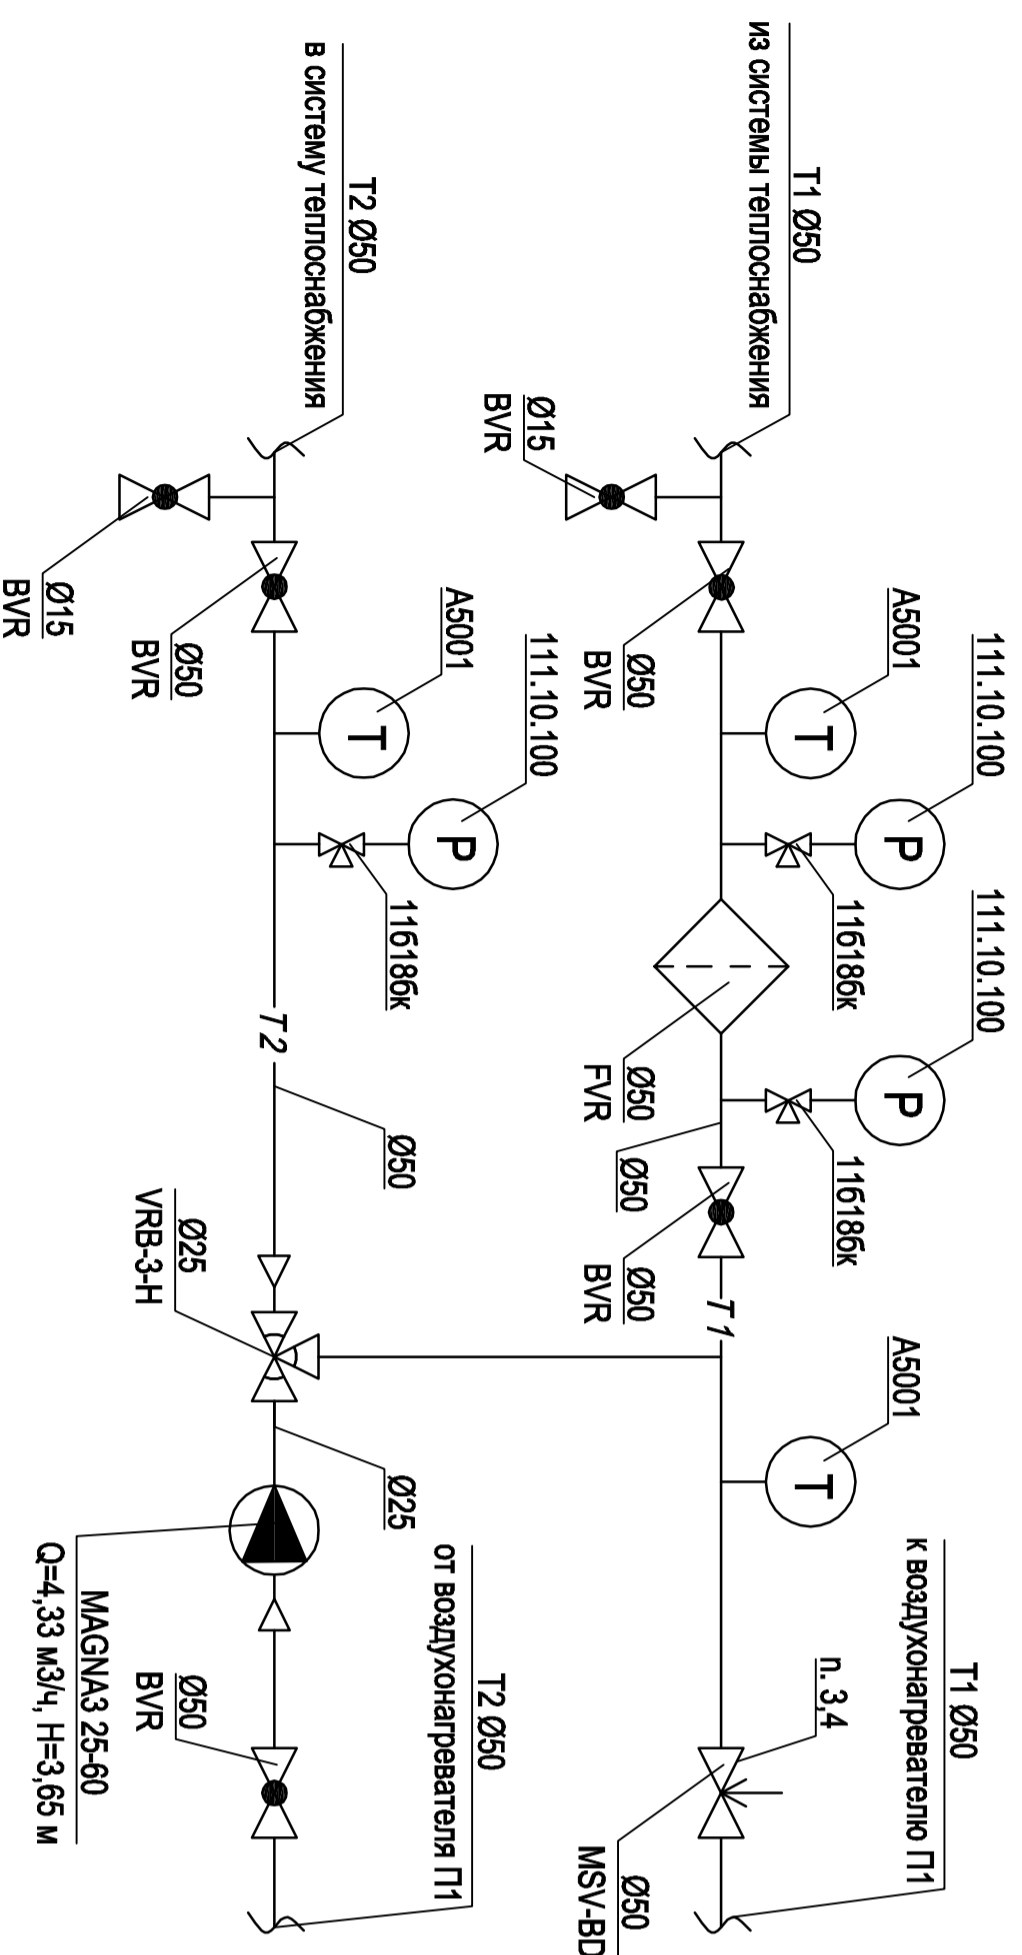 Т1 Ø50
из системы теплоснабжения
Ø15
BVR
Ø50
BVR
A5001
111.10.100
11б18бк
Ø50
FVR
111.10.100
11б18бк
Ø50
Ø50
BVR
Т1
A5001
Т1 Ø50
к воздухонагревателю П1
n. 3,4
Ø50
MSV-BD
Т2 Ø50
в систему теплоснабжения
Ø15
BVR
Ø50
BVR
A5001
111.10.100
11б18бк
Т2
Ø50
Ø25
VRB-3-H
Ø25
MAGNA3 25-60
Q=4,33 м3/ч, H=3,65 м
Ø50
BVR
Т2 Ø50
от воздухонагревателя П1
T
P
P
T
T
P